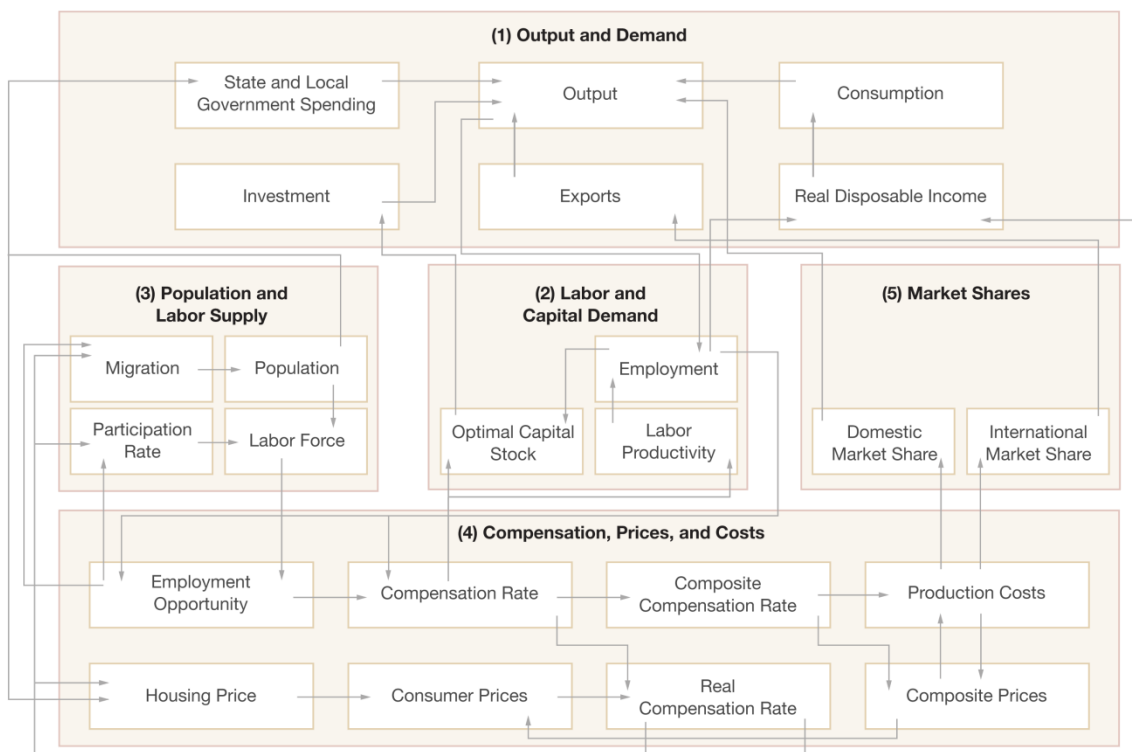 (1) Output and Demand
State and Local
Government Spending
Output
Consumption
Investment
Exports
Real Disposable Income
(3) Population and
Labor Supply
Migration
Population
Participation
Rate
Labor Force
(2) Labor and
Capital Demand
Employment
Optimal Capital
Stock
Labor
Productivity
(5) Market Shares
Domestic
Market Share
International
Market Share
(4) Compensation, Prices, and Costs
Employment
Opportunity
Compensation Rate
Composite
Compensation Rate
Production Costs
Housing Price
Consumer Prices
Real
Compensation Rate
Composite Prices